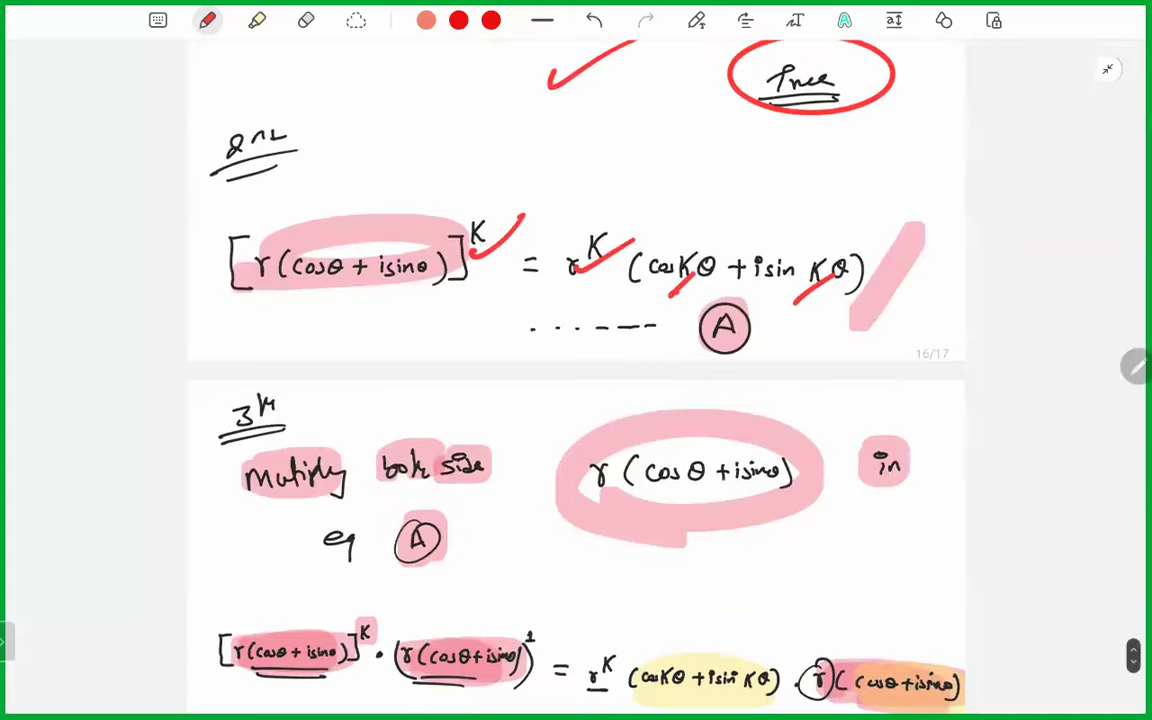 True
2nd
[r(cosθ + isinθ)]^K = r^K (cosKθ + isin Kθ)
...---- A
16/17
3rd
multiply both side r (cosθ + isinθ) in
eq A
[r(cosθ + isinθ)]^K . (r(cosθ + isinθ))^1 = r^K (cosKθ + isin Kθ) . r (cosθ + isinθ)